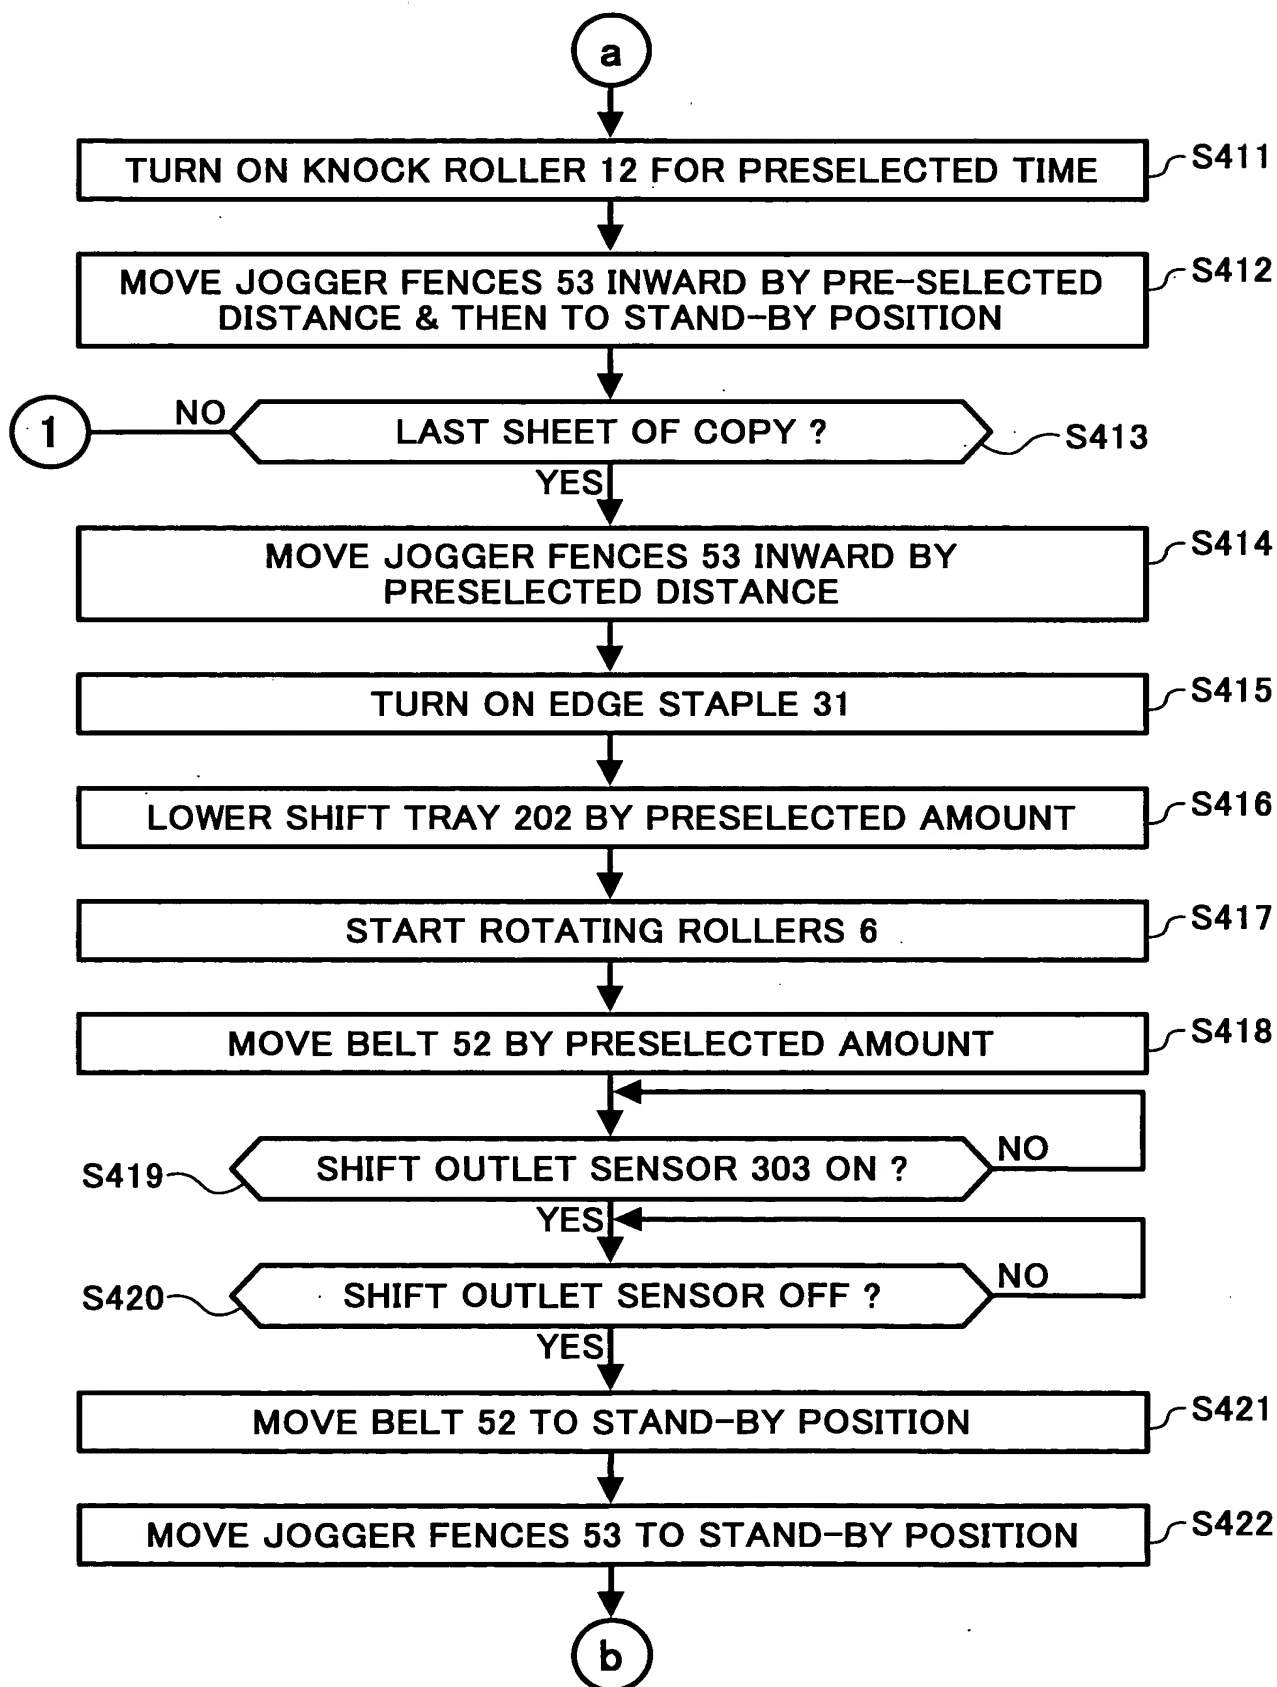 a
TURN ON KNOCK ROLLER 12 FOR PRESELECTED TIME
S411
MOVE JOGGER FENCES 53 INWARD BY PRE-SELECTED
DISTANCE & THEN TO STAND-BY POSITION
S412
1
NO
LAST SHEET OF COPY ?
S413
YES
MOVE JOGGER FENCES 53 INWARD BY
PRESELECTED DISTANCE
S414
TURN ON EDGE STAPLE 31
S415
LOWER SHIFT TRAY 202 BY PRESELECTED AMOUNT
S416
START ROTATING ROLLERS 6
S417
MOVE BELT 52 BY PRESELECTED AMOUNT
S418
S419
SHIFT OUTLET SENSOR 303 ON ?
NO
YES
S420
SHIFT OUTLET SENSOR OFF ?
NO
YES
MOVE BELT 52 TO STAND-BY POSITION
S421
MOVE JOGGER FENCES 53 TO STAND-BY POSITION
S422
b